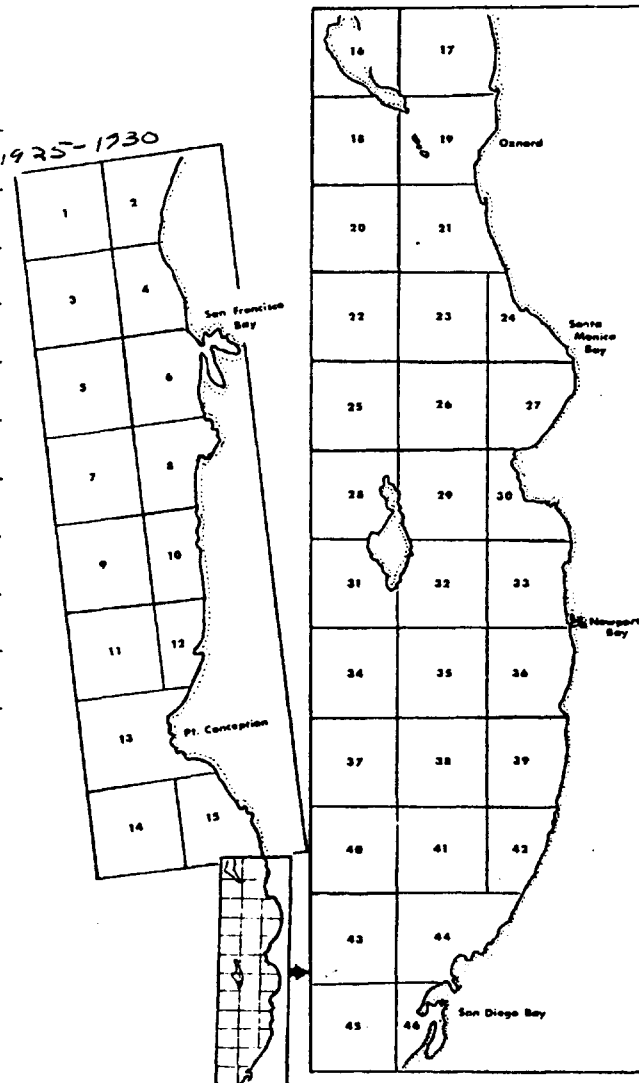 1925-1930
1 2
3 4
San Francisco
Bay
5 6
7 8
9 10
11 12
13
Pt. Conception
14 15
16 17
18 19
Oxnard
20 21
22 23 24
Santa
Monica
Bay
25 26 27
28 29 30
31 32 33
Newport
Bay
34 35 36
37 38 39
40 41 42
43 44
45 46
San Diego Bay